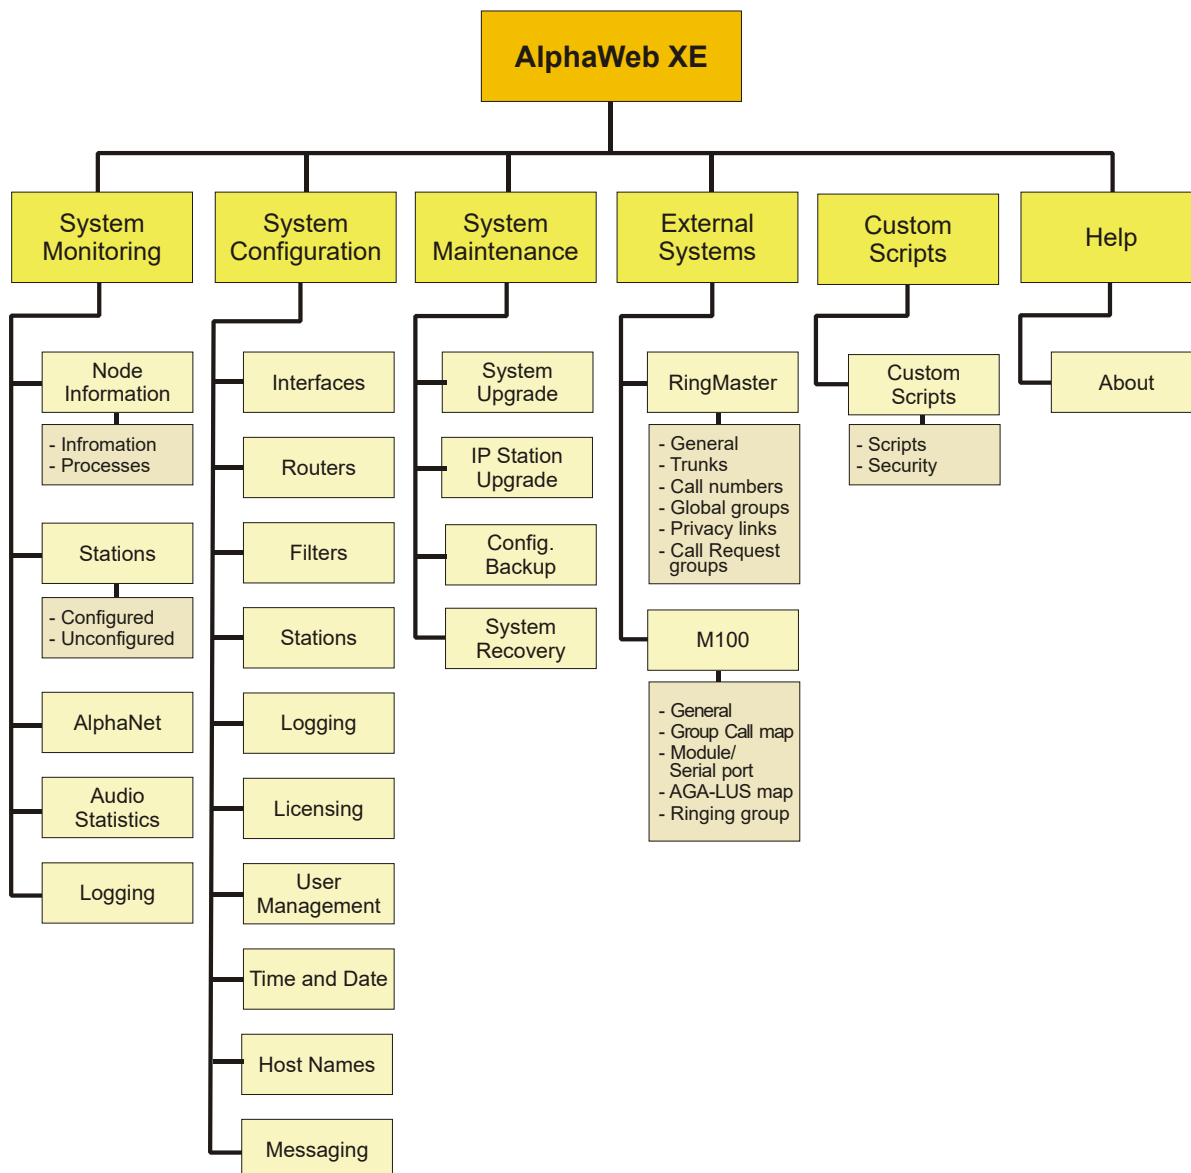 AlphaWeb XE
System
Monitoring
System
Configuration
System
Maintenance
External
Systems
Custom
Scripts
Help
Node
Information
- Infromation
- Processes
Stations
- Configured
- Unconfigured
AlphaNet
Audio
Statistics
Logging
Interfaces
Routers
Filters
Stations
Logging
Licensing
User
Management
Time and Date
Host Names
Messaging
System
Upgrade
IP Station
Upgrade
Config.
Backup
System
Recovery
RingMaster
- General
- Trunks
- Call numbers
- Global groups
- Privacy links
- Call Request
groups
M100
- General
- Group Call map
- Module/
Serial port
- AGA-LUS map
- Ringing group
Custom
Scripts
- Scripts
- Security
About